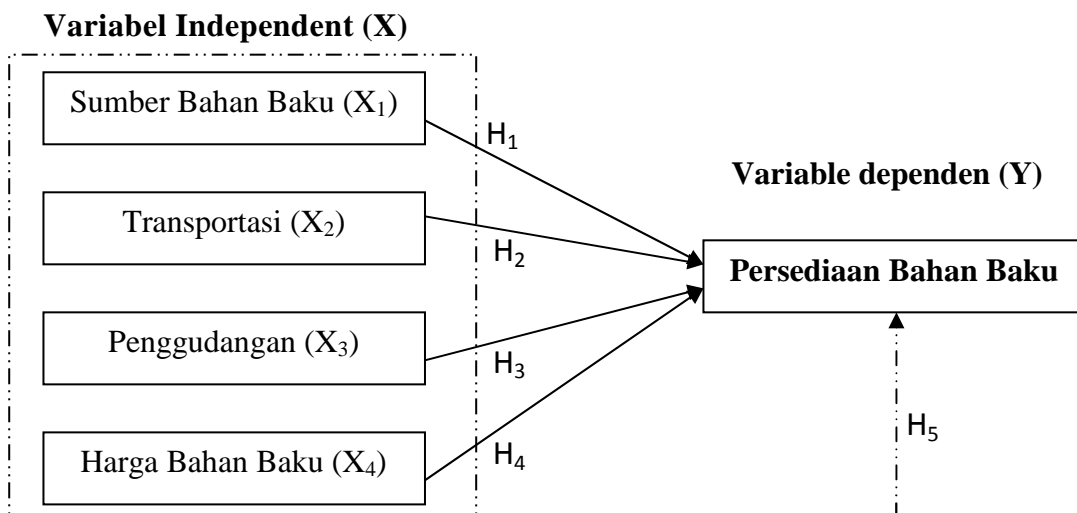 Variabel Independent (X)
Sumber Bahan Baku (X₁)
H₁
Variable dependen (Y)
Transportasi (X₂)
H₂
Persediaan Bahan Baku
Penggudangan (X₃)
H₃
Harga Bahan Baku (X₄)
H₄
H₅